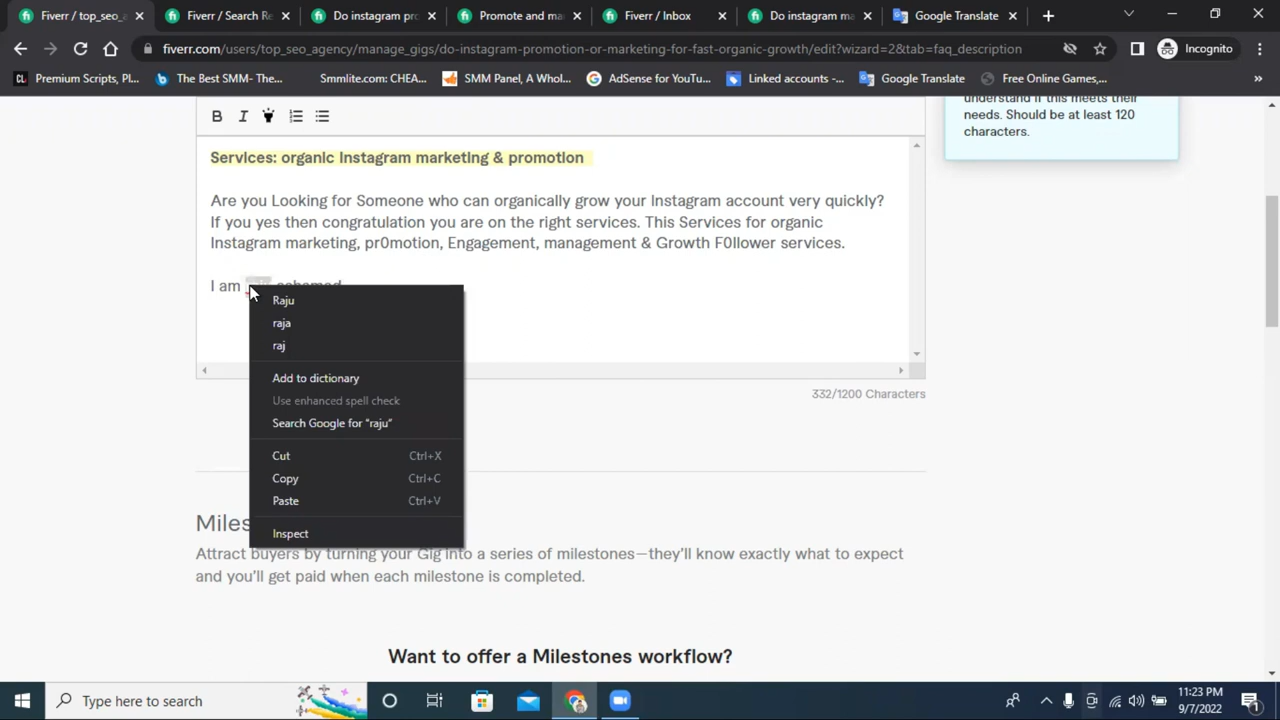 Fiverr / top_seo_a
Fiverr / Search Re
Do instagram pro
Promote and ma
Fiverr / Inbox
Do instagram ma
Google Translate
fiverr.com/users/top_seo_agency/manage_gigs/do-instagram-promotion-or-marketing-for-fast-organic-growth/edit?wizard=2&tab=faq_description
Incognito
Premium Scripts, Pl...
The Best SMM- The...
Smmlite.com: CHEA...
SMM Panel, A Whol...
AdSense for YouTu...
Linked accounts -...
Google Translate
Free Online Games,...
»
B I
understand if this meets their
needs. Should be at least 120
characters.
Services: organic Instagram marketing & promotion
Are you Looking for Someone who can organically grow your Instagram account very quickly?
If you yes then congratulation you are on the right services. This Services for organic
Instagram marketing, pr0motion, Engagement, management & Growth F0llower services.
I am
332/1200 Characters
Raju
raja
raj
Add to dictionary
Use enhanced spell check
Search Google for "raju"
Cut Ctrl+X
Copy Ctrl+C
Paste Ctrl+V
Inspect
Miles
Attract buyers by turning your Gig into a series of milestones—they'll know exactly what to expect
and you'll get paid when each milestone is completed.
Want to offer a Milestones workflow?
Type here to search
11:23 PM
9/7/2022
1